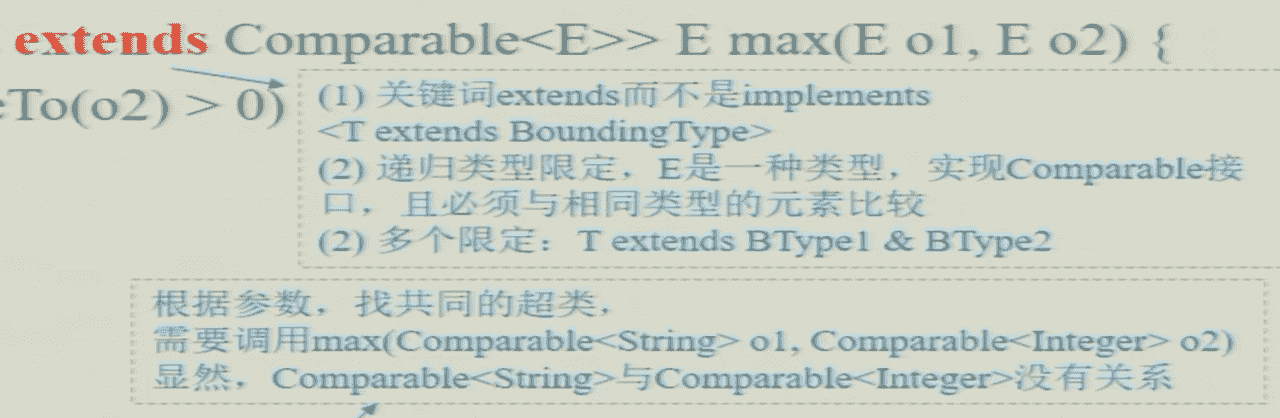 extends Comparable<E>> E max(E o1, E o2) {
eTo(o2) > 0)
(1) 关键词extends而不是implements
<T extends BoundingType>
(2) 递归类型限定，E是一种类型，实现Comparable接
口，且必须与相同类型的元素比较
(2) 多个限定：T extends BType1 & BType2
根据参数，找共同的超类，
需要调用max(Comparable<String> o1, Comparable<Integer> o2)
显然，Comparable<String>与Comparable<Integer>没有关系